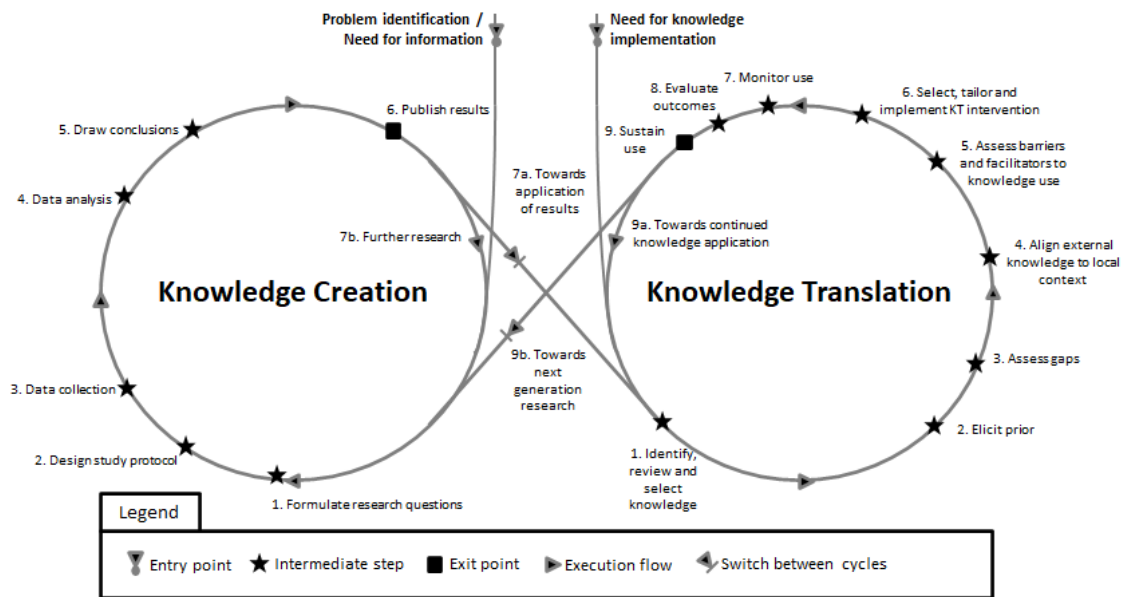 Problem identification /
Need for information
Need for knowledge
implementation
6. Publish results
5. Draw conclusions
4. Data analysis
7b. Further research
Knowledge Creation
3. Data collection
2. Design study protocol
1. Formulate research questions
7a. Towards
application
of results
9b. Towards
next
generation
research
7. Monitor use
8. Evaluate
outcomes
9. Sustain
use
6. Select, tailor and
implement KT intervention
5. Assess barriers
and facilitators to
knowledge use
9a. Towards continued
knowledge application
4. Align external
knowledge to local
context
Knowledge Translation
3. Assess gaps
2. Elicit prior
1. Identify,
review and
select
knowledge
Legend
Entry point
Intermediate step
Exit point
Execution flow
Switch between cycles